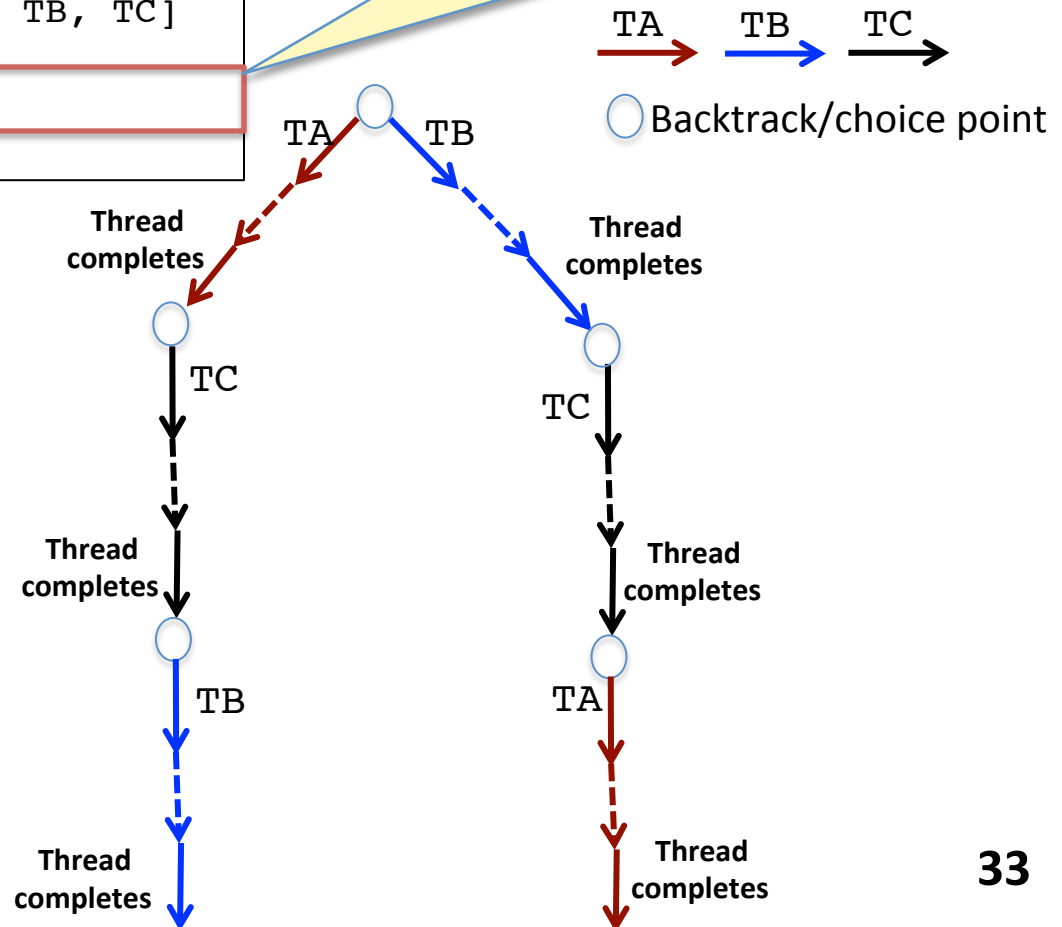 TB, TC]
TA TB TC
Backtrack/choice point
TA TB
Thread
completes
Thread
completes
TC
TC
Thread
completes
Thread
completes
TB
TA
Thread
completes
Thread
completes
33